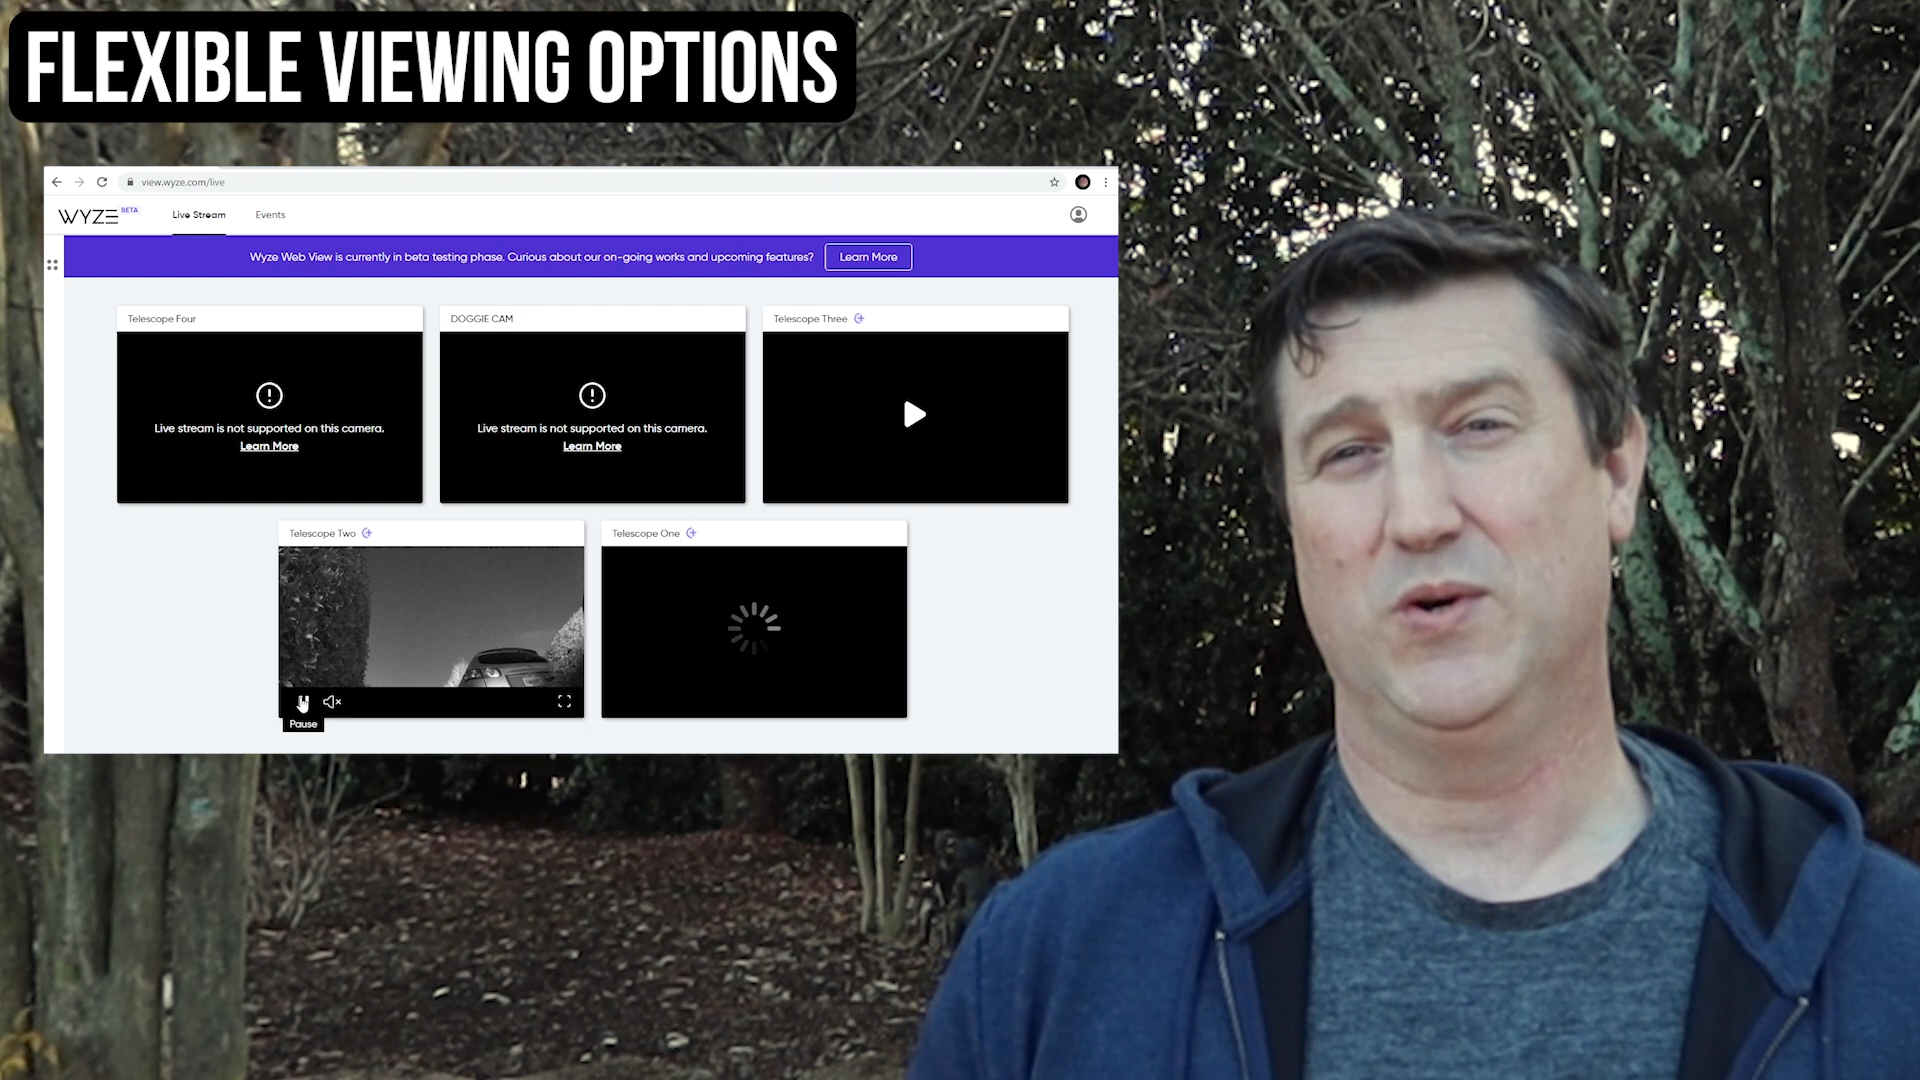 FLEXIBLE VIEWING OPTIONS
view.wyze.com/live
WYZE BETA
Live Stream
Events
Wyze Web View is currently in beta testing phase. Curious about our on-going works and upcoming features?
Learn More
Telescope Four
DOGGIE CAM
Telescope Three
Live stream is not supported on this camera.
Learn More
Live stream is not supported on this camera.
Learn More
Telescope Two
Telescope One
Pause